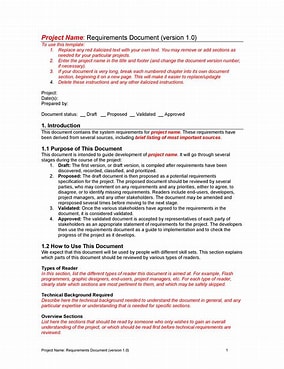 Project Name: Requirements Document (version 1.0)
To use this template:
1. Replace any red italicized text with your own text. You may remove or add sections as
needed for your particular projects.
2. Enter the project name in the title and footer (and change the document version number,
if necessary).
3. If your document is very long, break each numbered chapter into its own document
section, beginning it on a new page. This will make it easier to revise.
4. Delete these red italicized instructions.
Project:
Date(s):
Prepared by:
Document status: __ Draft __ Proposed __ Validated __ Approved
1. Introduction
This document contains the system requirements for project name. These requirements have
been derived from several sources, including brief listing of most important sources.
1.1 Purpose of This Document
This document is intended to guide development of project name. It will go through several
stages during the course of the project:
1. Draft: The first version, or draft version, is compiled after requirements have been
discovered, recorded, classified, and prioritized.
2. Proposed: The draft document is then proposed as a potential requirements
specification for the project. The proposed document should be reviewed by several
parties, who may comment on any requirements and any priorities, either to agree, to
disagree, or to identify missing requirements. Readers include end-users, developers,
project managers, and any other stakeholders. The document may be amended and
reproposed several times before moving to the next stage.
3. Validated: Once the various stakeholders have agreed to the requirements in the
document, it is considered validated.
4. Approved: The validated document is accepted by representatives of each party of
stakeholders as an appropriate statement of requirements for the project. The developers
then use the requirements document as a guide to implementation and to check the
progress of the project as it develops.
1.2 How to Use This Document
We expect that this document will be used by people with different skill sets. This section explains
which parts of this document should be reviewed by various types of readers.
Types of Reader
In this section, list the different types of reader this document is aimed at. For example, Flash
programmers, graphic designers, end-users, project managers, etc. For each type of reader,
clearly state which sections are most pertinent to them, and which may be safely skipped.
Technical Background Required
Describe here the technical background needed to understand the document in general, and any
particular expertise or understanding that is needed for specific sections.
Overview Sections
List here the sections that should be read by someone who only wishes to gain an overall
understanding of the project, or which should be read first before technical requirements are
reviewed.
Project Name: Requirements Document (version 1.0) 1